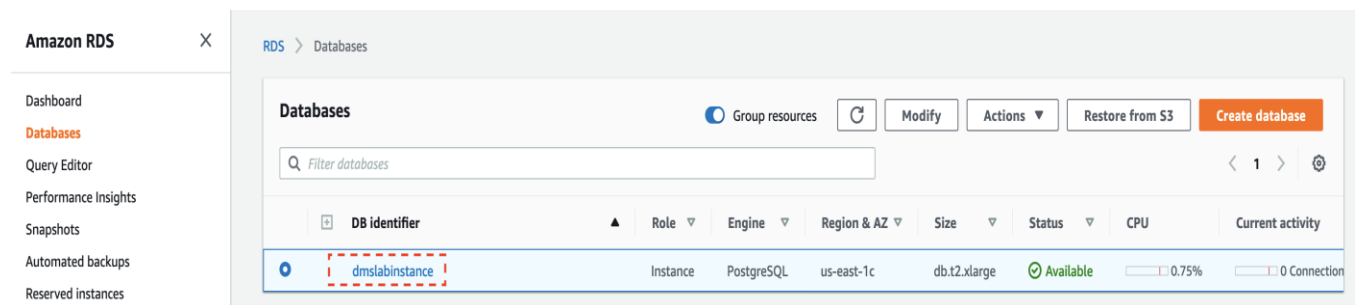 Amazon RDS
Dashboard
Databases
Query Editor
Performance Insights
Snapshots
Automated backups
Reserved instances
RDS > Databases
Databases
Group resources Modify Actions Restore from S3 Create database
Filter databases
1
DB identifier Role Engine Region & AZ Size Status CPU Current activity
dmslabinstance Instance PostgreSQL us-east-1c db.t2.xlarge Available 0.75% 0 Connection